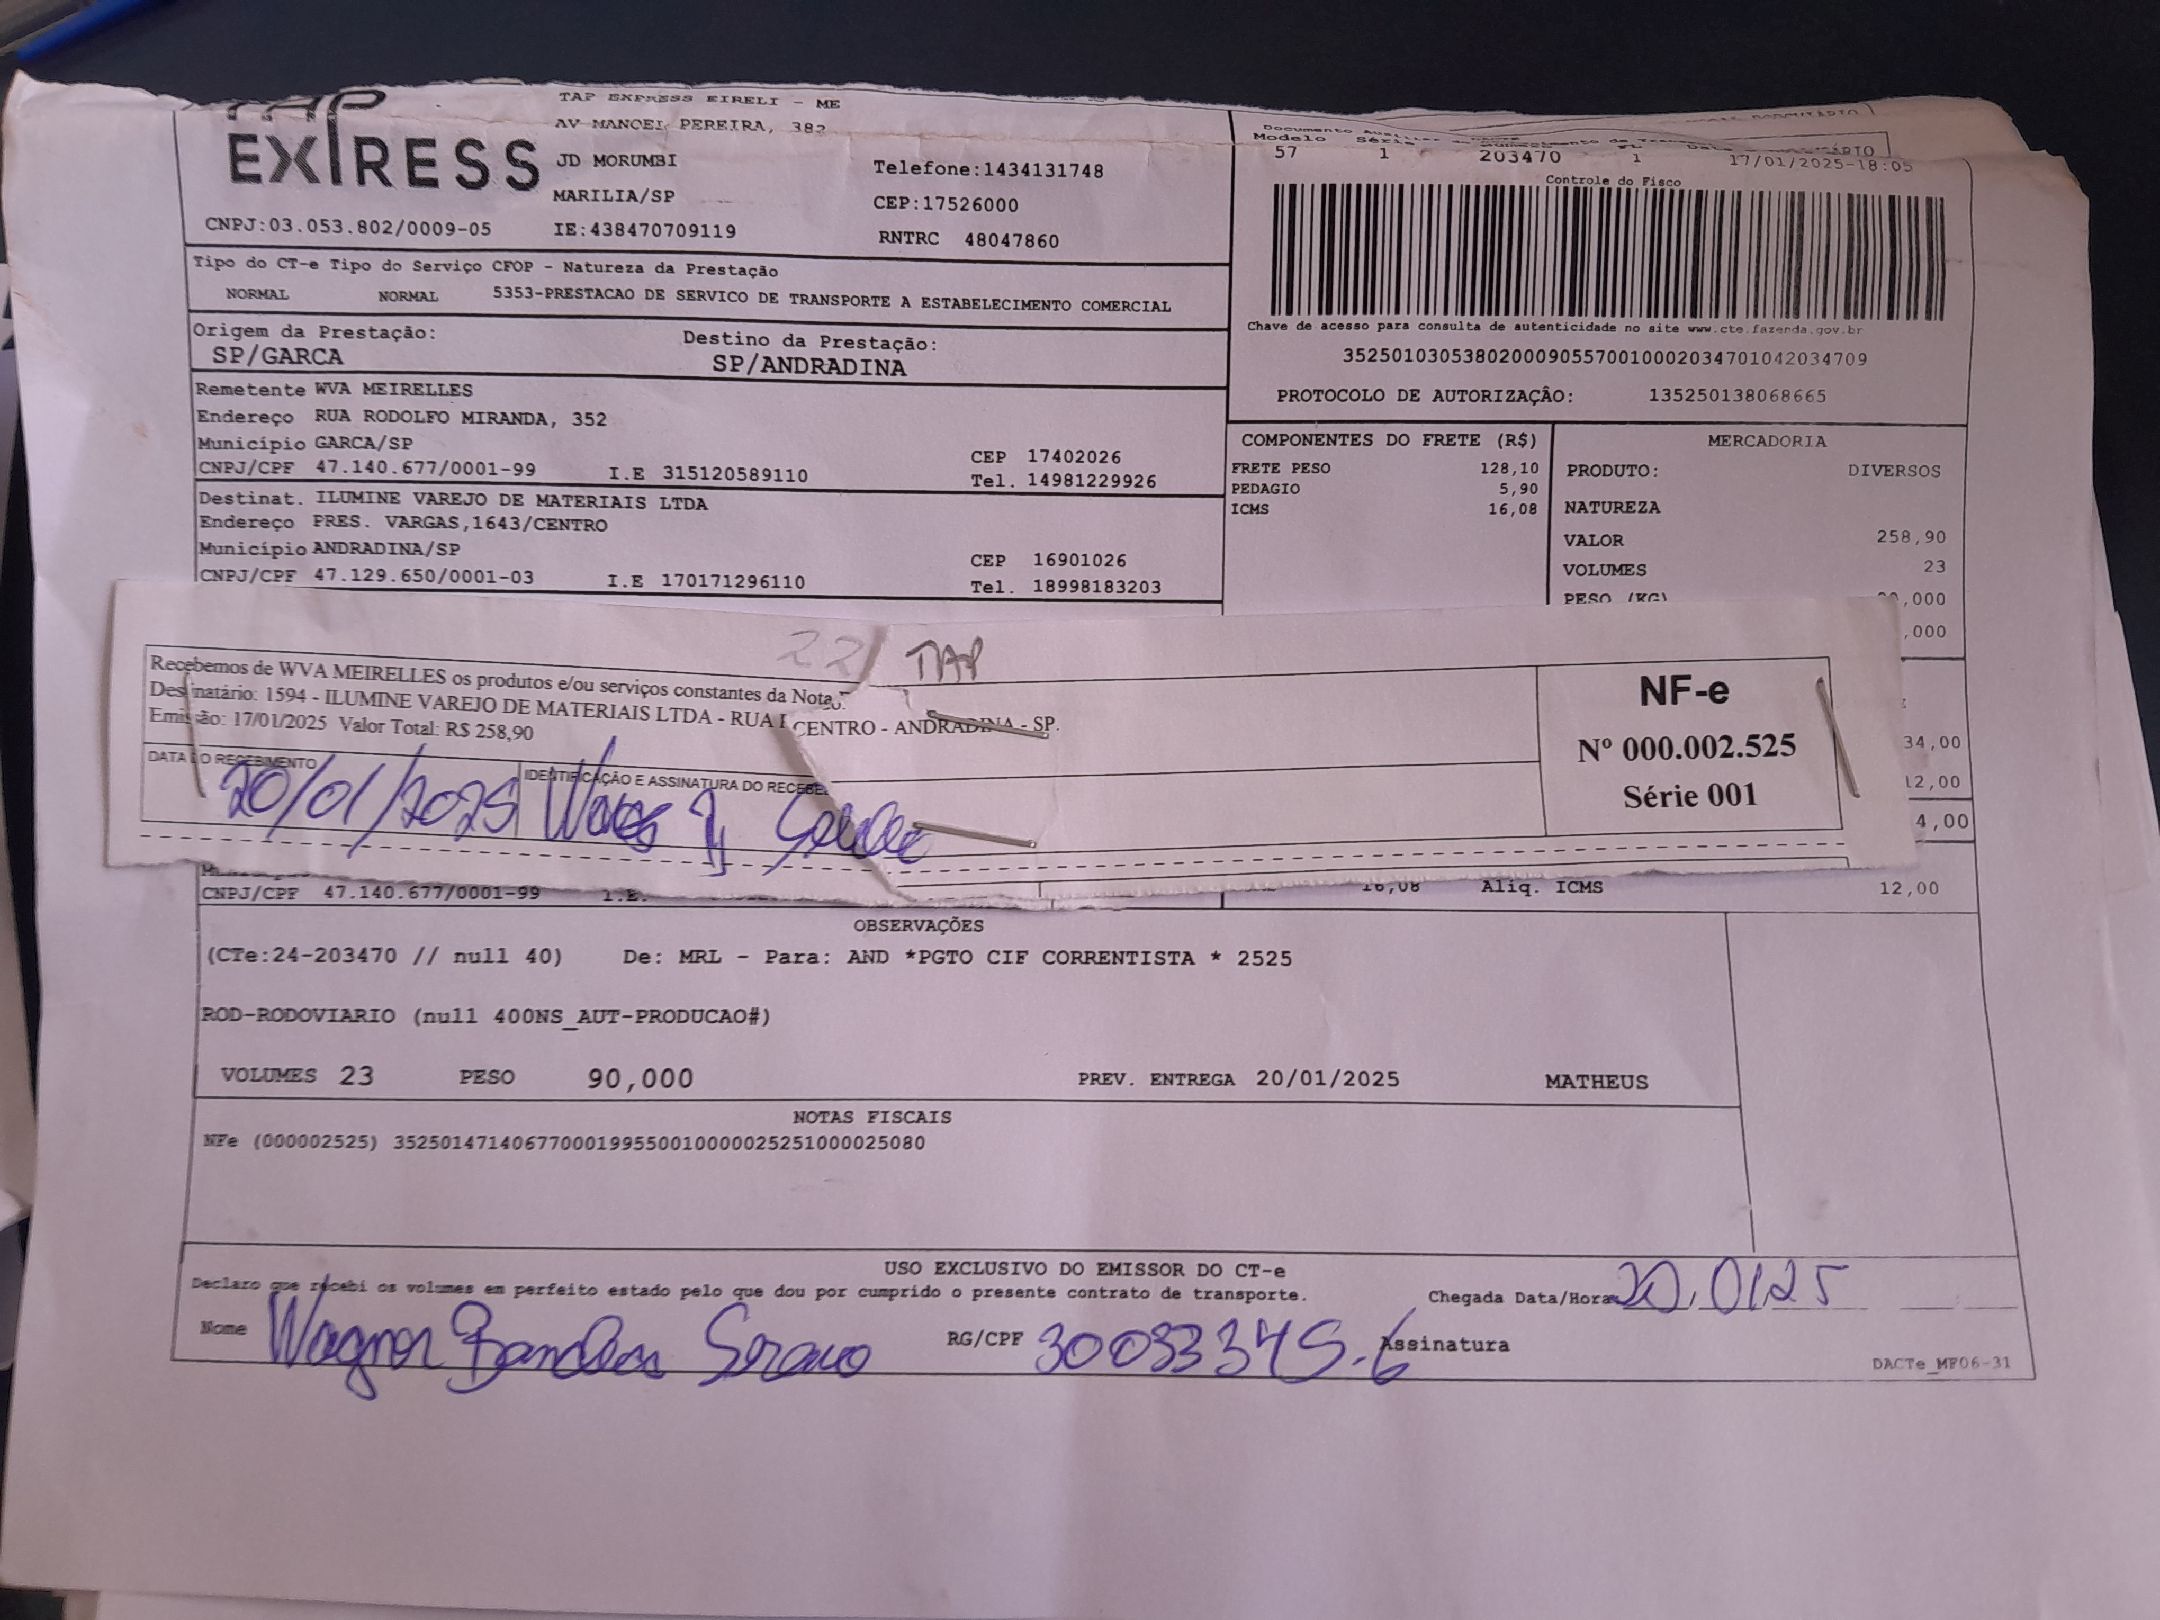 TAP EXPRESS EIRELI - ME
EXPRESS
AV MANOEL PEREIRA, 382
JD MORUMBI
Telefone:1434131748
MARILIA/SP
CEP:17526000
CNPJ:03.053.802/0009-05
IE:438470709119
RNTRC 48047860
Modelo Série
57 1 203470 1 17/01/2025-18:05
Controle do Fisco
Chave de acesso para consulta de autenticidade no site www.cte.fazenda.gov.br
35250103053802000905570010002034701042034709
PROTOCOLO DE AUTORIZAÇÃO: 135250138068665
Tipo do CT-e Tipo do Serviço CFOP - Natureza da Prestação
NORMAL NORMAL 5353-PRESTACAO DE SERVICO DE TRANSPORTE A ESTABELECIMENTO COMERCIAL
Origem da Prestação: Destino da Prestação:
SP/GARCA SP/ANDRADINA
Remetente WVA MEIRELLES
Endereço RUA RODOLFO MIRANDA, 352
Município GARCA/SP CEP 17402026
CNPJ/CPF 47.140.677/0001-99 I.E 315120589110 Tel. 14981229926
Destinat. ILUMINE VAREJO DE MATERIAIS LTDA
Endereço PRES. VARGAS,1643/CENTRO
Município ANDRADINA/SP CEP 16901026
CNPJ/CPF 47.129.650/0001-03 I.E 170171296110 Tel. 18998183203
COMPONENTES DO FRETE (R$)
FRETE PESO 128,10
PEDAGIO 5,90
ICMS 16,08
MERCADORIA
PRODUTO: DIVERSOS
NATUREZA
VALOR 258,90
VOLUMES 23
PESO (KG) ,000
,000
22 TAP
Recebemos de WVA MEIRELLES os produtos e/ou serviços constantes da Nota
Destinatário: 1594 - ILUMINE VAREJO DE MATERIAIS LTDA - RUA CENTRO - ANDRADINA - SP.
Emissão: 17/01/2025 Valor Total: R$ 258,90
DATA DO RECEBIMENTO
IDENTIFICAÇÃO E ASSINATURA DO RECEBE
20/01/2025
NF-e
Nº 000.002.525
Série 001
34,00
12,00
4,00
CNPJ/CPF 47.140.677/0001-99 I.E.
16,08 Aliq. ICMS 12,00
OBSERVAÇÕES
(CTe:24-203470 // null 40) De: MRL - Para: AND *PGTO CIF CORRENTISTA * 2525
ROD-RODOVIARIO (null 400NS_AUT-PRODUCAO#)
VOLUMES 23 PESO 90,000 PREV. ENTREGA 20/01/2025 MATHEUS
NOTAS FISCAIS
NFe (000002525) 35250147140677000199550010000025251000025080
USO EXCLUSIVO DO EMISSOR DO CT-e
Declaro que recebi os volumes em perfeito estado pelo que dou por cumprido o presente contrato de transporte.
Chegada Data/Hora 20,01,25
Nome Wagner
RG/CPF 30083345.6 Assinatura
DACTe_MF06-31